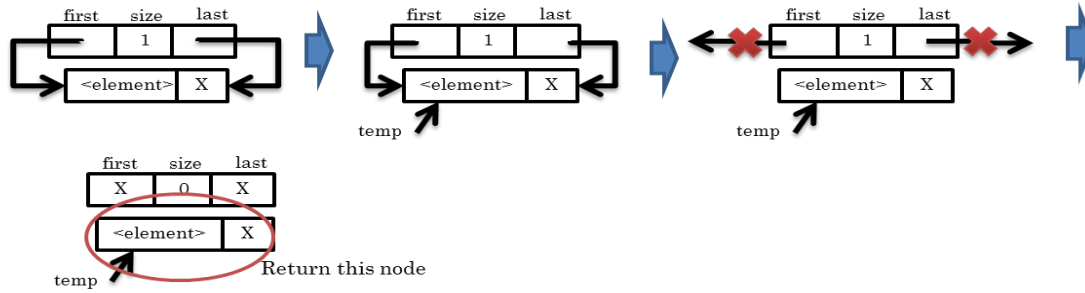 first size last
1
<element> X
first size last
1
<element> X
temp
first size last
1
<element> X
temp
first size last
X 0 X
<element> X
temp
Return this node